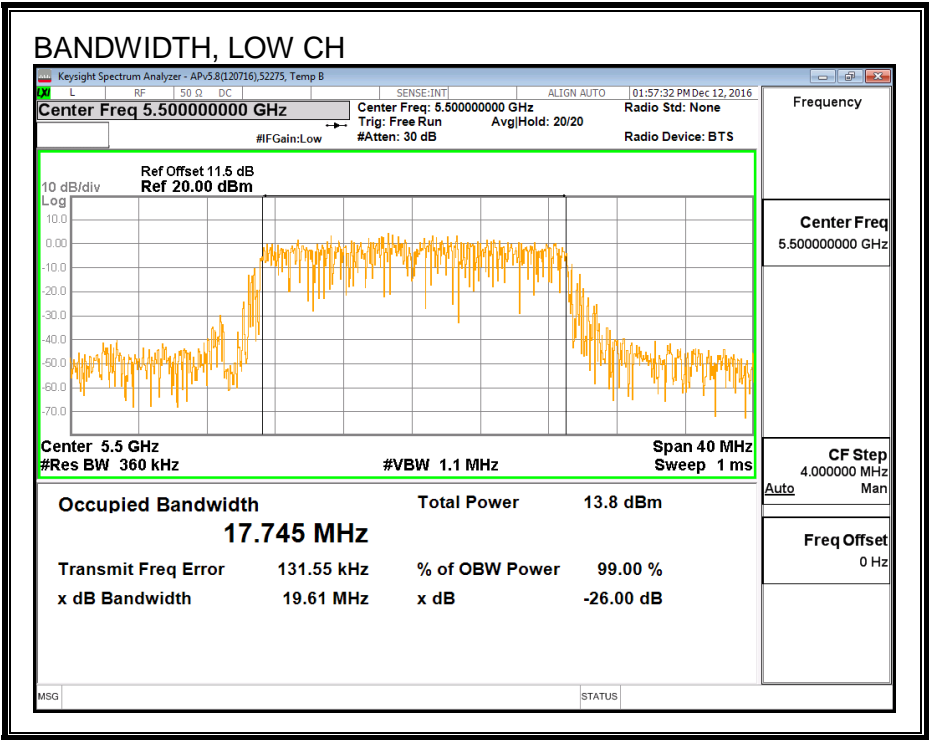 BANDWIDTH, LOW CH
Keysight Spectrum Analyzer - APv5.8(120716),52275, Temp B
LXI L RF 50 Ω DC SENSE:INT ALIGN AUTO 01:57:32 PM Dec 12, 2016
Center Freq 5.500000000 GHz
Center Freq: 5.500000000 GHz Radio Std: None
Trig: Free Run Avg|Hold: 20/20
#IFGain:Low #Atten: 30 dB Radio Device: BTS
Ref Offset 11.5 dB
10 dB/div Ref 20.00 dBm
Log
10.0
0.00
-10.0
-20.0
-30.0
-40.0
-50.0
-60.0
-70.0
Center 5.5 GHz Span 40 MHz
#Res BW 360 kHz #VBW 1.1 MHz Sweep 1 ms
Occupied Bandwidth Total Power 13.8 dBm
17.745 MHz
Transmit Freq Error 131.55 kHz % of OBW Power 99.00 %
x dB Bandwidth 19.61 MHz x dB -26.00 dB
Frequency
Center Freq
5.500000000 GHz
CF Step
4.000000 MHz
Auto Man
Freq Offset
0 Hz
MSG STATUS